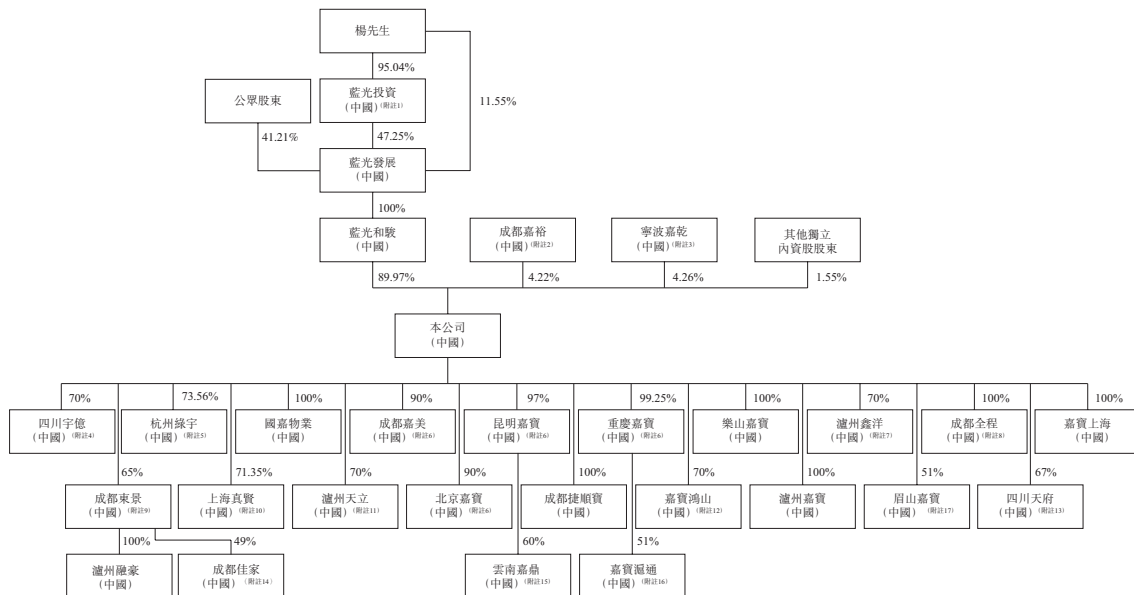 楊先生
95.04%
公眾股東
藍光投資
(中國)(附註1)
11.55%
41.21%
47.25%
藍光發展
(中國)
100%
藍光和駿
(中國)
成都嘉裕
(中國)(附註2)
寧波嘉乾
(中國)(附註3)
其他獨立
內資股股東
89.97%
4.22%
4.26%
1.55%
本公司
(中國)
70%
73.56%
100%
90%
97%
99.25%
100%
70%
100%
100%
四川宇億
(中國)(附註4)
杭州綠宇
(中國)(附註5)
國嘉物業
(中國)
成都嘉美
(中國)(附註6)
昆明嘉寶
(中國)(附註6)
重慶嘉寶
(中國)(附註6)
樂山嘉寶
(中國)
瀘州鑫洋
(中國)(附註7)
成都全程
(中國)(附註8)
嘉寶上海
(中國)
65%
71.35%
70%
90%
100%
70%
100%
51%
67%
成都東景
(中國)(附註9)
上海真賢
(中國)(附註10)
瀘州天立
(中國)(附註11)
北京嘉寶
(中國)(附註6)
成都捷順寶
(中國)
嘉寶鴻山
(中國)(附註12)
瀘州嘉寶
(中國)
眉山嘉寶
(中國)(附註17)
四川天府
(中國)(附註13)
100%
49%
60%
51%
瀘州融豪
(中國)
成都佳家
(中國)(附註14)
雲南嘉鼎
(中國)(附註15)
嘉寶滬通
(中國)(附註16)